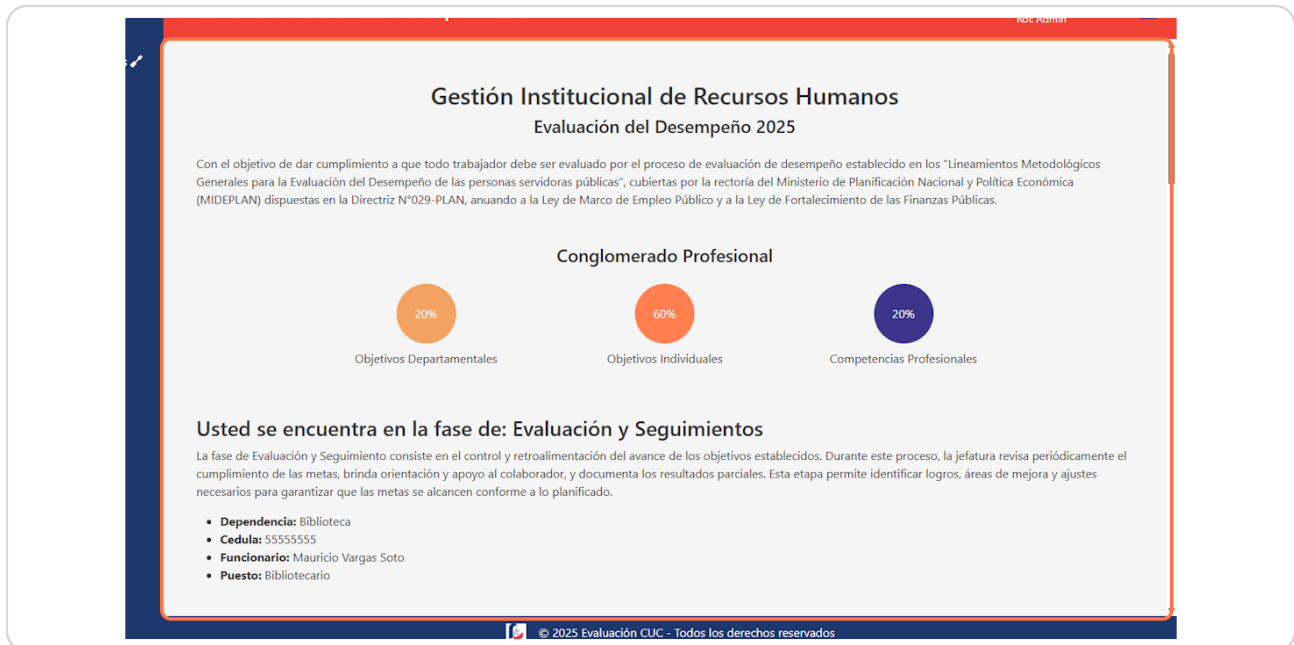 Rol: Admin
Gestión Institucional de Recursos Humanos
Evaluación del Desempeño 2025
Con el objetivo de dar cumplimiento a que todo trabajador debe ser evaluado por el proceso de evaluación de desempeño establecido en los "Lineamientos Metodológicos
Generales para la Evaluación del Desempeño de las personas servidoras públicas", cubiertas por la rectoría del Ministerio de Planificación Nacional y Política Económica
(MIDEPLAN) dispuestas en la Directriz N°029-PLAN, anuando a la Ley de Marco de Empleo Público y a la Ley de Fortalecimiento de las Finanzas Públicas.
Conglomerado Profesional
20% 60% 20%
Objetivos Departamentales Objetivos Individuales Competencias Profesionales
Usted se encuentra en la fase de: Evaluación y Seguimientos
La fase de Evaluación y Seguimiento consiste en el control y retroalimentación del avance de los objetivos establecidos. Durante este proceso, la jefatura revisa periódicamente el
cumplimiento de las metas, brinda orientación y apoyo al colaborador, y documenta los resultados parciales. Esta etapa permite identificar logros, áreas de mejora y ajustes
necesarios para garantizar que las metas se alcancen conforme a lo planificado.
• Dependencia: Biblioteca
• Cedula: 55555555
• Funcionario: Mauricio Vargas Soto
• Puesto: Bibliotecario
© 2025 Evaluación CUC - Todos los derechos reservados